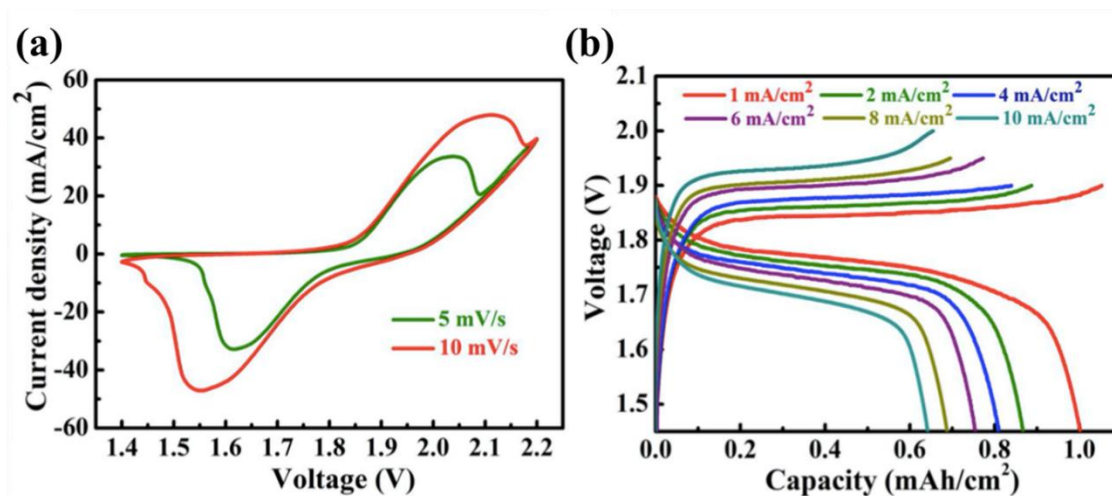 (a)
60
40
20
0
-20
-40
-60
Current density (mA/cm²)
5 mV/s
10 mV/s
1.4 1.5 1.6 1.7 1.8 1.9 2.0 2.1 2.2
Voltage (V)
(b)
2.1
2.0
1.9
1.8
1.7
1.6
1.5
Voltage (V)
1 mA/cm² 2 mA/cm² 4 mA/cm²
6 mA/cm² 8 mA/cm² 10 mA/cm²
0.0 0.2 0.4 0.6 0.8 1.0
Capacity (mAh/cm²)